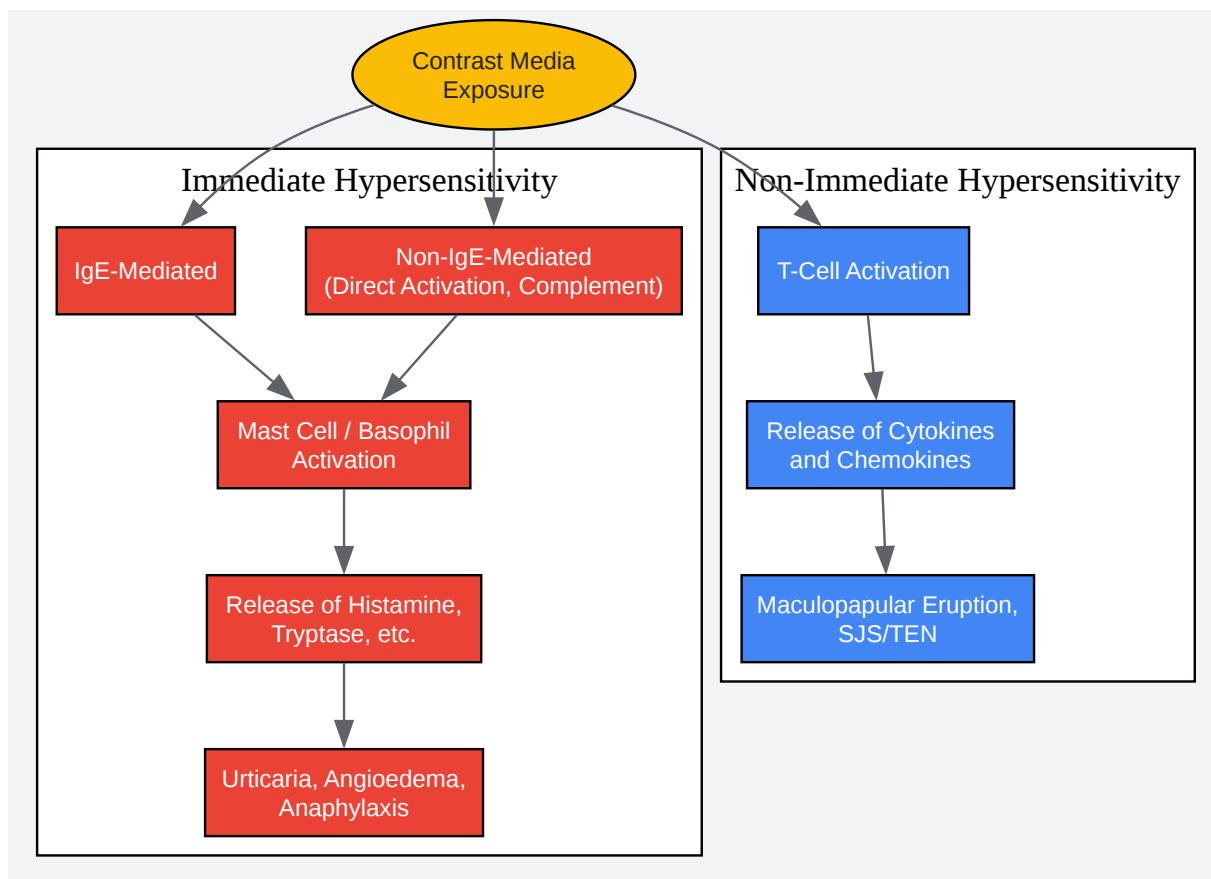 Contrast Media
Exposure
Immediate Hypersensitivity
Non-Immediate Hypersensitivity
IgE-Mediated
Non-IgE-Mediated
(Direct Activation, Complement)
T-Cell Activation
Mast Cell / Basophil
Activation
Release of Cytokines
and Chemokines
Release of Histamine,
Tryptase, etc.
Maculopapular Eruption,
SJS/TEN
Urticaria, Angioedema,
Anaphylaxis